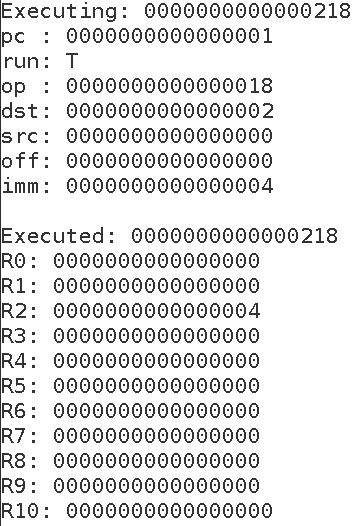 Executing: 0000000000000218
pc : 0000000000000001
run: T
op : 0000000000000018
dst: 0000000000000002
src: 0000000000000000
off: 0000000000000000
imm: 0000000000000004
Executed: 0000000000000218
R0: 0000000000000000
R1: 0000000000000000
R2: 0000000000000004
R3: 0000000000000000
R4: 0000000000000000
R5: 0000000000000000
R6: 0000000000000000
R7: 0000000000000000
R8: 0000000000000000
R9: 0000000000000000
R10: 0000000000000000